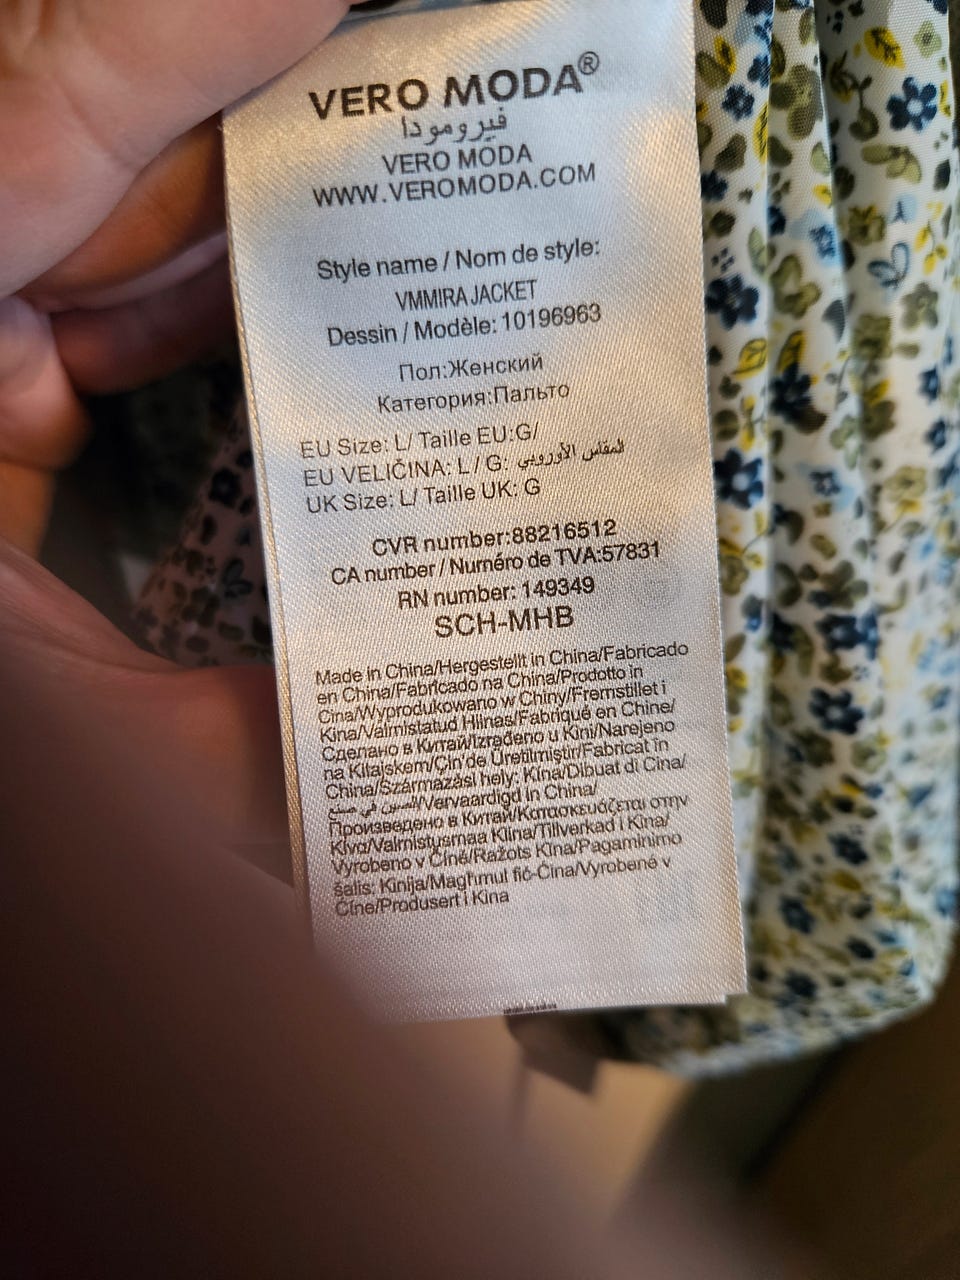 VERO MODA®
فيرومودا
VERO MODA
WWW.VEROMODA.COM
Style name / Nom de style:
VMMIRA JACKET
Dessin / Modèle: 10196963
Пол:Женский
Категория:Пальто
EU Size: L/ Taille EU:G/
EU VELIČINA: L / G: المقاس الأوروبي
UK Size: L/ Taille UK: G
CVR number:88216512
CA number / Numéro de TVA:57831
RN number: 149349
SCH-MHB
Made in China/Hergestellt in China/Fabricado
en China/Fabricado na China/Prodotto in
Cina/Wyprodukowano w Chiny/Fremstillet i
Kina/Valmistatud Hiinas/Fabriqué en Chine/
Сделано в Китай/Izrađeno u Kini/Narejeno
na Kitajskem/Çin'de Üretilmiştir/Fabricat în
China/Származási hely: Kína/Dibuat di Cina/
في صنع/Vervaardigd in China/
Произведено в Китай/Κατασκευάζεται στην
Κίνα/Valmistusmaa Kiina/Tillverkad i Kina/
Vyrobeno v Číně/Ražots Ķīna/Pagaminimo
šalis: Kinija/Magħmul fiċ-Ċina/Vyrobené v
Číne/Produsert i Kina